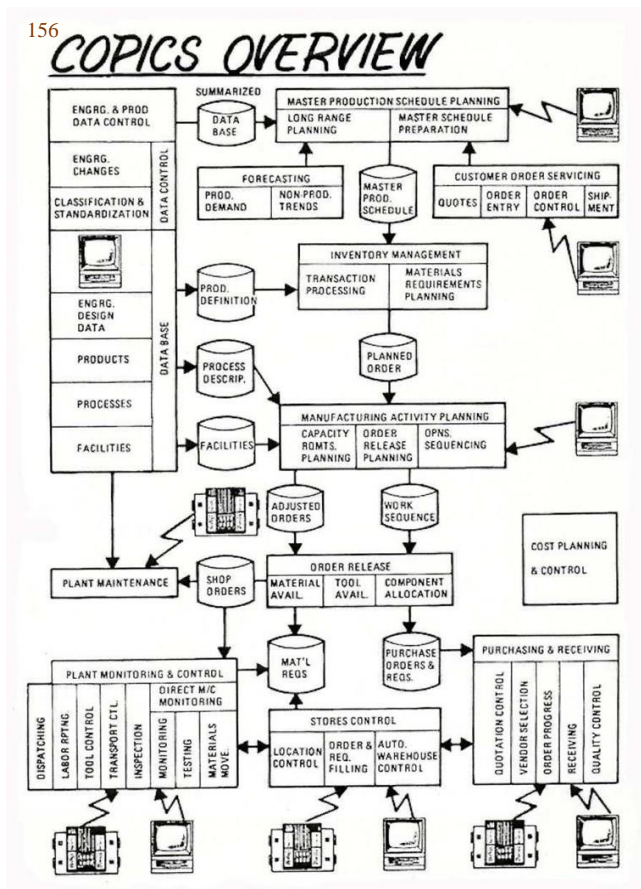 156
COPICS OVERVIEW
ENGRG. & PROD
DATA CONTROL
ENGRG.
CHANGES
CLASSIFICATION &
STANDARDIZATION
DATA CONTROL
ENGRG.
DESIGN
DATA
PRODUCTS
PROCESSES
FACILITIES
DATA BASE
SUMMARIZED
DATA
BASE
MASTER PRODUCTION SCHEDULE PLANNING
LONG RANGE
PLANNING
MASTER SCHEDULE
PREPARATION
FORECASTING
PROD.
DEMAND
NON-PROD.
TRENDS
MASTER
PROD.
SCHEDULE
CUSTOMER ORDER SERVICING
QUOTES
ORDER
ENTRY
ORDER
CONTROL
SHIP-
MENT
PROD.
DEFINITION
INVENTORY MANAGEMENT
TRANSACTION
PROCESSING
MATERIALS
REQUIREMENTS
PLANNING
PLANNED
ORDER
PROCESS
DESCRIP.
FACILITIES
MANUFACTURING ACTIVITY PLANNING
CAPACITY
RQMTS.
PLANNING
ORDER
RELEASE
PLANNING
OPNS.
SEQUENCING
ADJUSTED
ORDERS
WORK
SEQUENCE
COST PLANNING
& CONTROL
PLANT MAINTENANCE
SHOP
ORDERS
ORDER RELEASE
MATERIAL
AVAIL.
TOOL
AVAIL.
COMPONENT
ALLOCATION
MAT'L
REQS
PURCHASE
ORDERS &
REQS.
PLANT MONITORING & CONTROL
DISPATCHING
LABOR RPTNG.
TOOL CONTROL
TRANSPORT CTL.
INSPECTION
DIRECT M/C
MONITORING
MONITORING
TESTING
MATERIALS
MOVE.
STORES CONTROL
LOCATION
CONTROL
ORDER &
REQ.
FILLING
AUTO.
WAREHOUSE
CONTROL
PURCHASING & RECEIVING
QUOTATION CONTROL
VENDOR SELECTION
ORDER PROGRESS
RECEIVING
QUALITY CONTROL